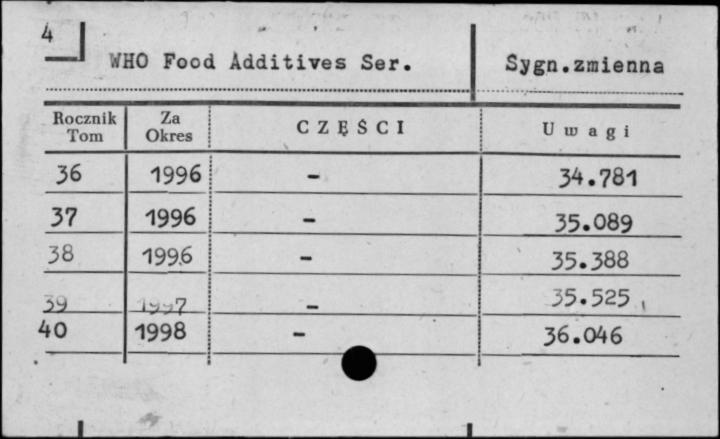 4
WHO Food Additives Ser. Sygn.zmienna
Rocznik Tom Za Okres CZĘŚCI Uwagi
36 1996 - 34.781
37 1996 - 35.089
38 1996 - 35.388
39 1997 - 35.525
40 1998 - 36.046